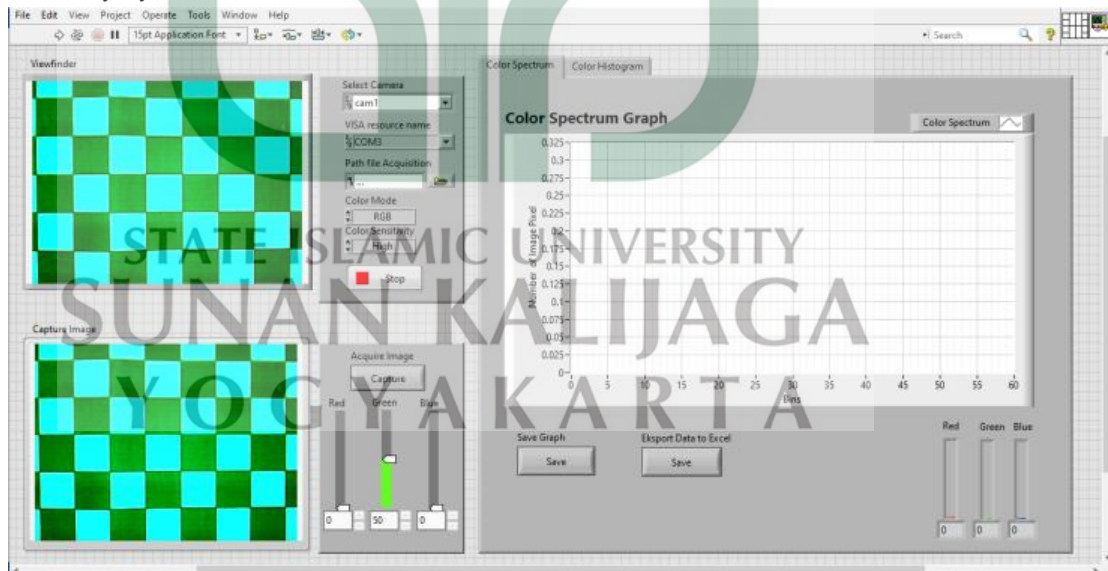 File Edit View Project Operate Tools Window Help
15pt Application Font
Search
Viewfinder
Select Camera
cam1
VISA resource name
COM3
Path file Acquisition
Color Mode
RGB
Color Sensitivity
High
Stop
Capture Image
Acquire Image
Capture
Red Green Blue
0 50 0
Color Spectrum Color Histogram
Color Spectrum Graph
Color Spectrum
Number of Image Pixel
0.325
0.3
0.275
0.25
0.225
0.2
0.175
0.15
0.125
0.1
0.075
0.05
0.025
0
0 5 10 15 20 25 30 35 40 45 50 55 60
Bins
Save Graph
Save
Eksport Data to Excel
Save
Red Green Blue
0 0 0
STATE ISLAMIC UNIVERSITY
SUNAN KALIJAGA
YOGYAKARTA